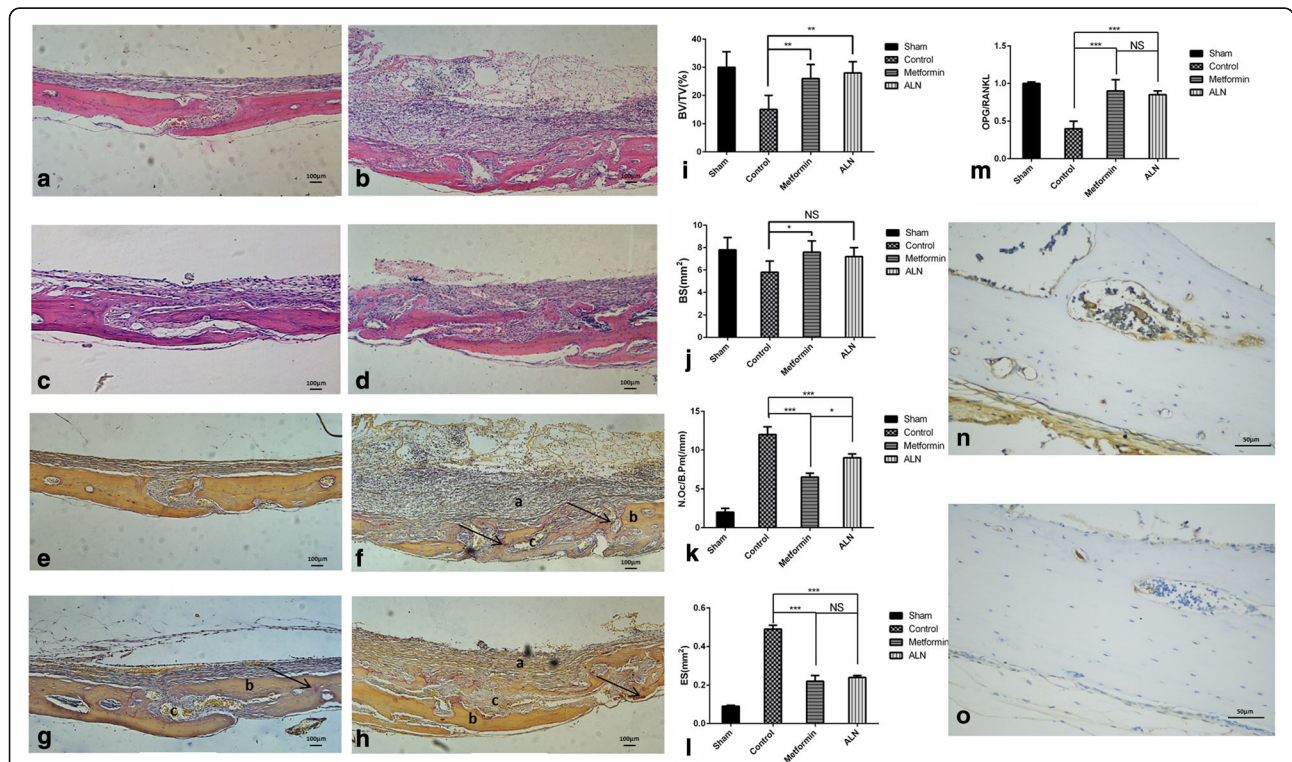 a
100μm
b
100μm
c
100μm
d
100μm
e
100μm
a
b
c
f
100μm
b
c
g
100μm
a
c
b
h
100μm
BV/TV(%)
40
30
20
10
0
**
**
Sham
Control
Metformin
ALN
Sham
Control
Metformin
ALN
i
BS(mm²)
10
8
6
4
2
0
NS
*
Sham
Control
Metformin
ALN
Sham
Control
Metformin
ALN
j
N.Oc/B.Pm(/mm)
15
10
5
0
***
***
*
Sham
Control
Metformin
ALN
Sham
Control
Metformin
ALN
k
ES(mm²)
0.6
0.4
0.2
0.0
***
***
NS
Sham
Control
Metformin
ALN
Sham
Control
Metformin
ALN
l
OPG/RANKL
1.5
1.0
0.5
0.0
***
***
NS
Sham
Control
Metformin
ALN
Sham
Control
Metformin
ALN
m
n
50μm
o
50μm